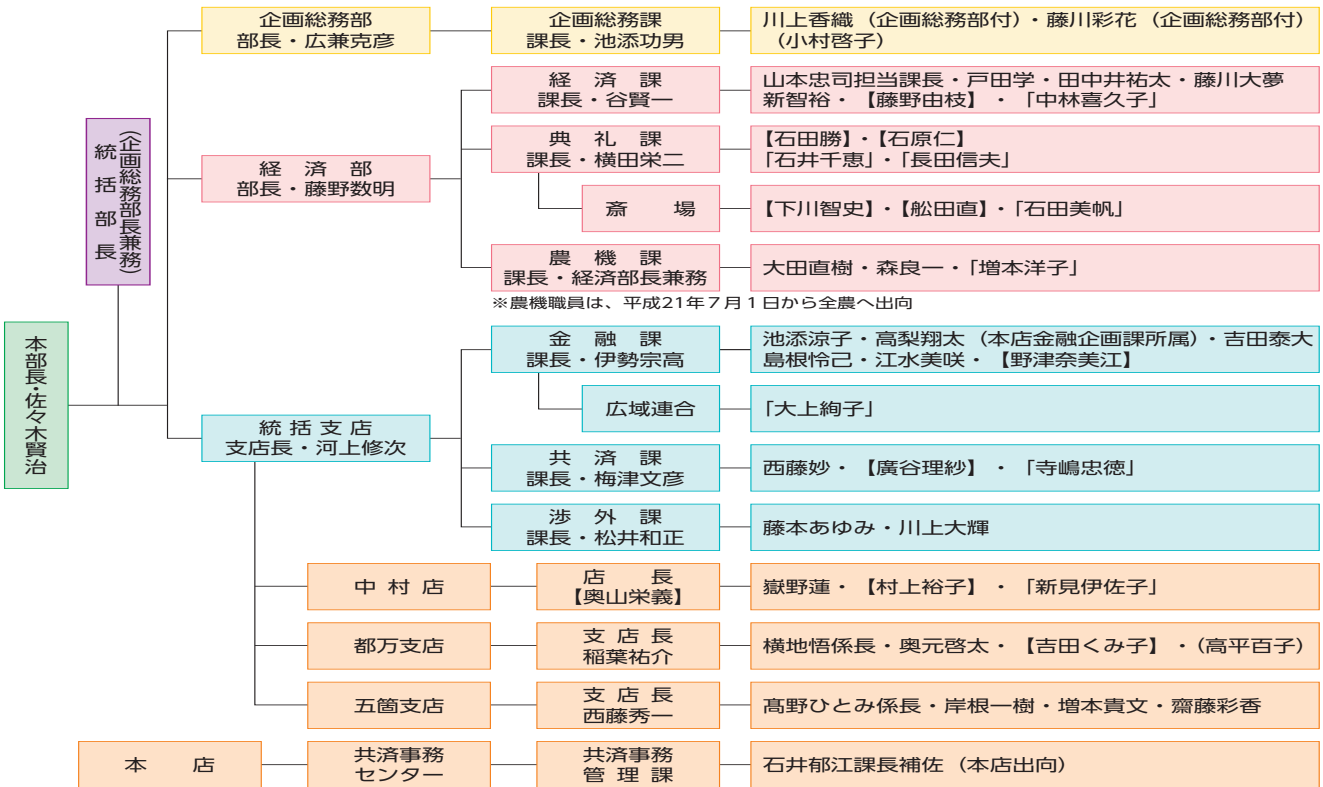 本部長・佐々木賢治
統括部長
(企画総務部長兼務)
企画総務部
部長・広兼克彦
企画総務課
課長・池添功男
川上香織（企画総務部付）・藤川彩花（企画総務部付）
（小村啓子）
経済部
部長・藤野数明
経済課
課長・谷賢一
山本忠司担当課長・戸田学・田中井祐太・藤川大夢
新智裕・【藤野由枝】・「中林喜久子」
典礼課
課長・横田栄二
【石田勝】・【石原仁】
「石井千恵」・「長田信夫」
斎場
【下川智史】・【舩田直】・「石田美帆」
農機課
課長・経済部長兼務
大田直樹・森良一・「増本洋子」
※農機職員は、平成21年７月１日から全農へ出向
統括支店
支店長・河上修次
金融課
課長・伊勢宗高
池添涼子・高梨翔太（本店金融企画課所属）・吉田泰大
島根怜己・江水美咲・【野津奈美江】
広域連合
「大上絢子」
共済課
課長・梅津文彦
西藤妙・【廣谷理紗】・「寺嶋忠徳」
渉外課
課長・松井和正
藤本あゆみ・川上大輝
中村店
店長
【奥山栄義】
嶽野蓮・【村上裕子】・「新見伊佐子」
都万支店
支店長
稲葉祐介
横地悟係長・奥元啓太・【吉田くみ子】・（高平百子）
五箇支店
支店長
西藤秀一
髙野ひとみ係長・岸根一樹・増本貴文・齋藤彩香
本店
共済事務
センター
共済事務
管理課
石井郁江課長補佐（本店出向）